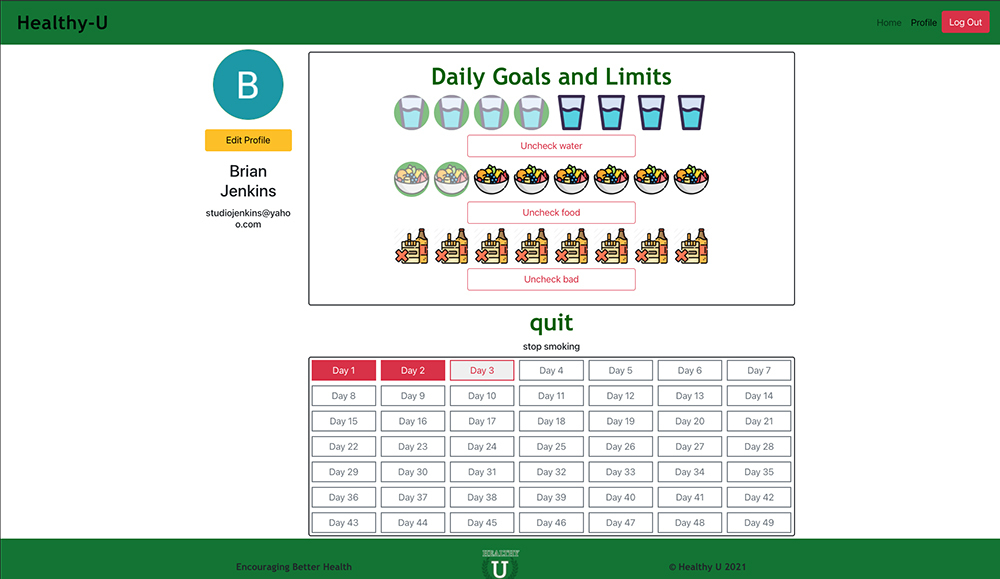 Healthy-U
Home Profile Log Out
B
Edit Profile
Brian
Jenkins
studiojenkins@yaho
o.com
Daily Goals and Limits
Uncheck water
Uncheck food
Uncheck bad
quit
stop smoking
Day 1 Day 2 Day 3 Day 4 Day 5 Day 6 Day 7
Day 8 Day 9 Day 10 Day 11 Day 12 Day 13 Day 14
Day 15 Day 16 Day 17 Day 18 Day 19 Day 20 Day 21
Day 22 Day 23 Day 24 Day 25 Day 26 Day 27 Day 28
Day 29 Day 30 Day 31 Day 32 Day 33 Day 34 Day 35
Day 36 Day 37 Day 38 Day 39 Day 40 Day 41 Day 42
Day 43 Day 44 Day 45 Day 46 Day 47 Day 48 Day 49
Encouraging Better Health
HEALTHY
U
© Healthy U 2021